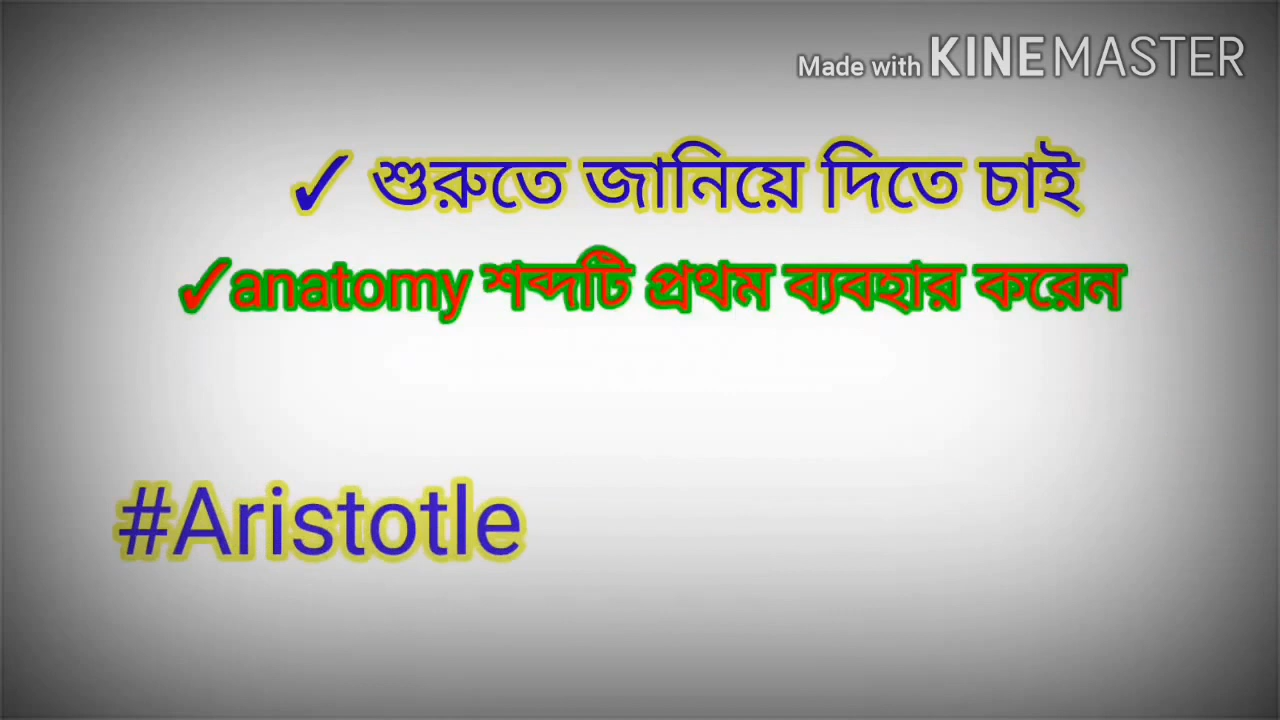 Made with KINEMASTER
✓ শুরুতে জানিয়ে দিতে চাই
✓anatomy শব্দটি প্রথম ব্যবহার করেন
#Aristotle